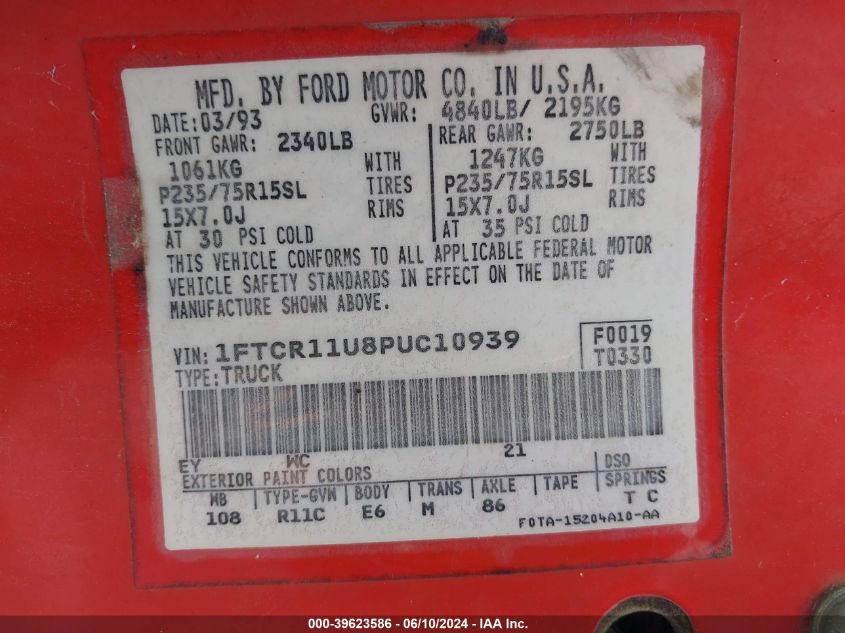 MFD. BY FORD MOTOR CO. IN U.S.A.
DATE: 03/93 GVWR: 4840LB/ 2195KG
FRONT GAWR: 2340LB REAR GAWR: 2750LB
1061KG WITH 1247KG WITH
P235/75R15SL TIRES P235/75R15SL TIRES
15X7.0J RIMS 15X7.0J RIMS
AT 30 PSI COLD AT 35 PSI COLD
THIS VEHICLE CONFORMS TO ALL APPLICABLE FEDERAL MOTOR
VEHICLE SAFETY STANDARDS IN EFFECT ON THE DATE OF
MANUFACTURE SHOWN ABOVE.
F0019
VIN: 1FTCR11U8PUC10939
T0330
TYPE: TRUCK
EY WC 21
EXTERIOR PAINT COLORS DSO
WB TYPE-GVW BODY TRANS AXLE TAPE SPRINGS
108 R11C E6 M 86 T C
F0TA-15204A10-AA
000-39623586 / 06/10/2024 / Copyright IAA, Inc.